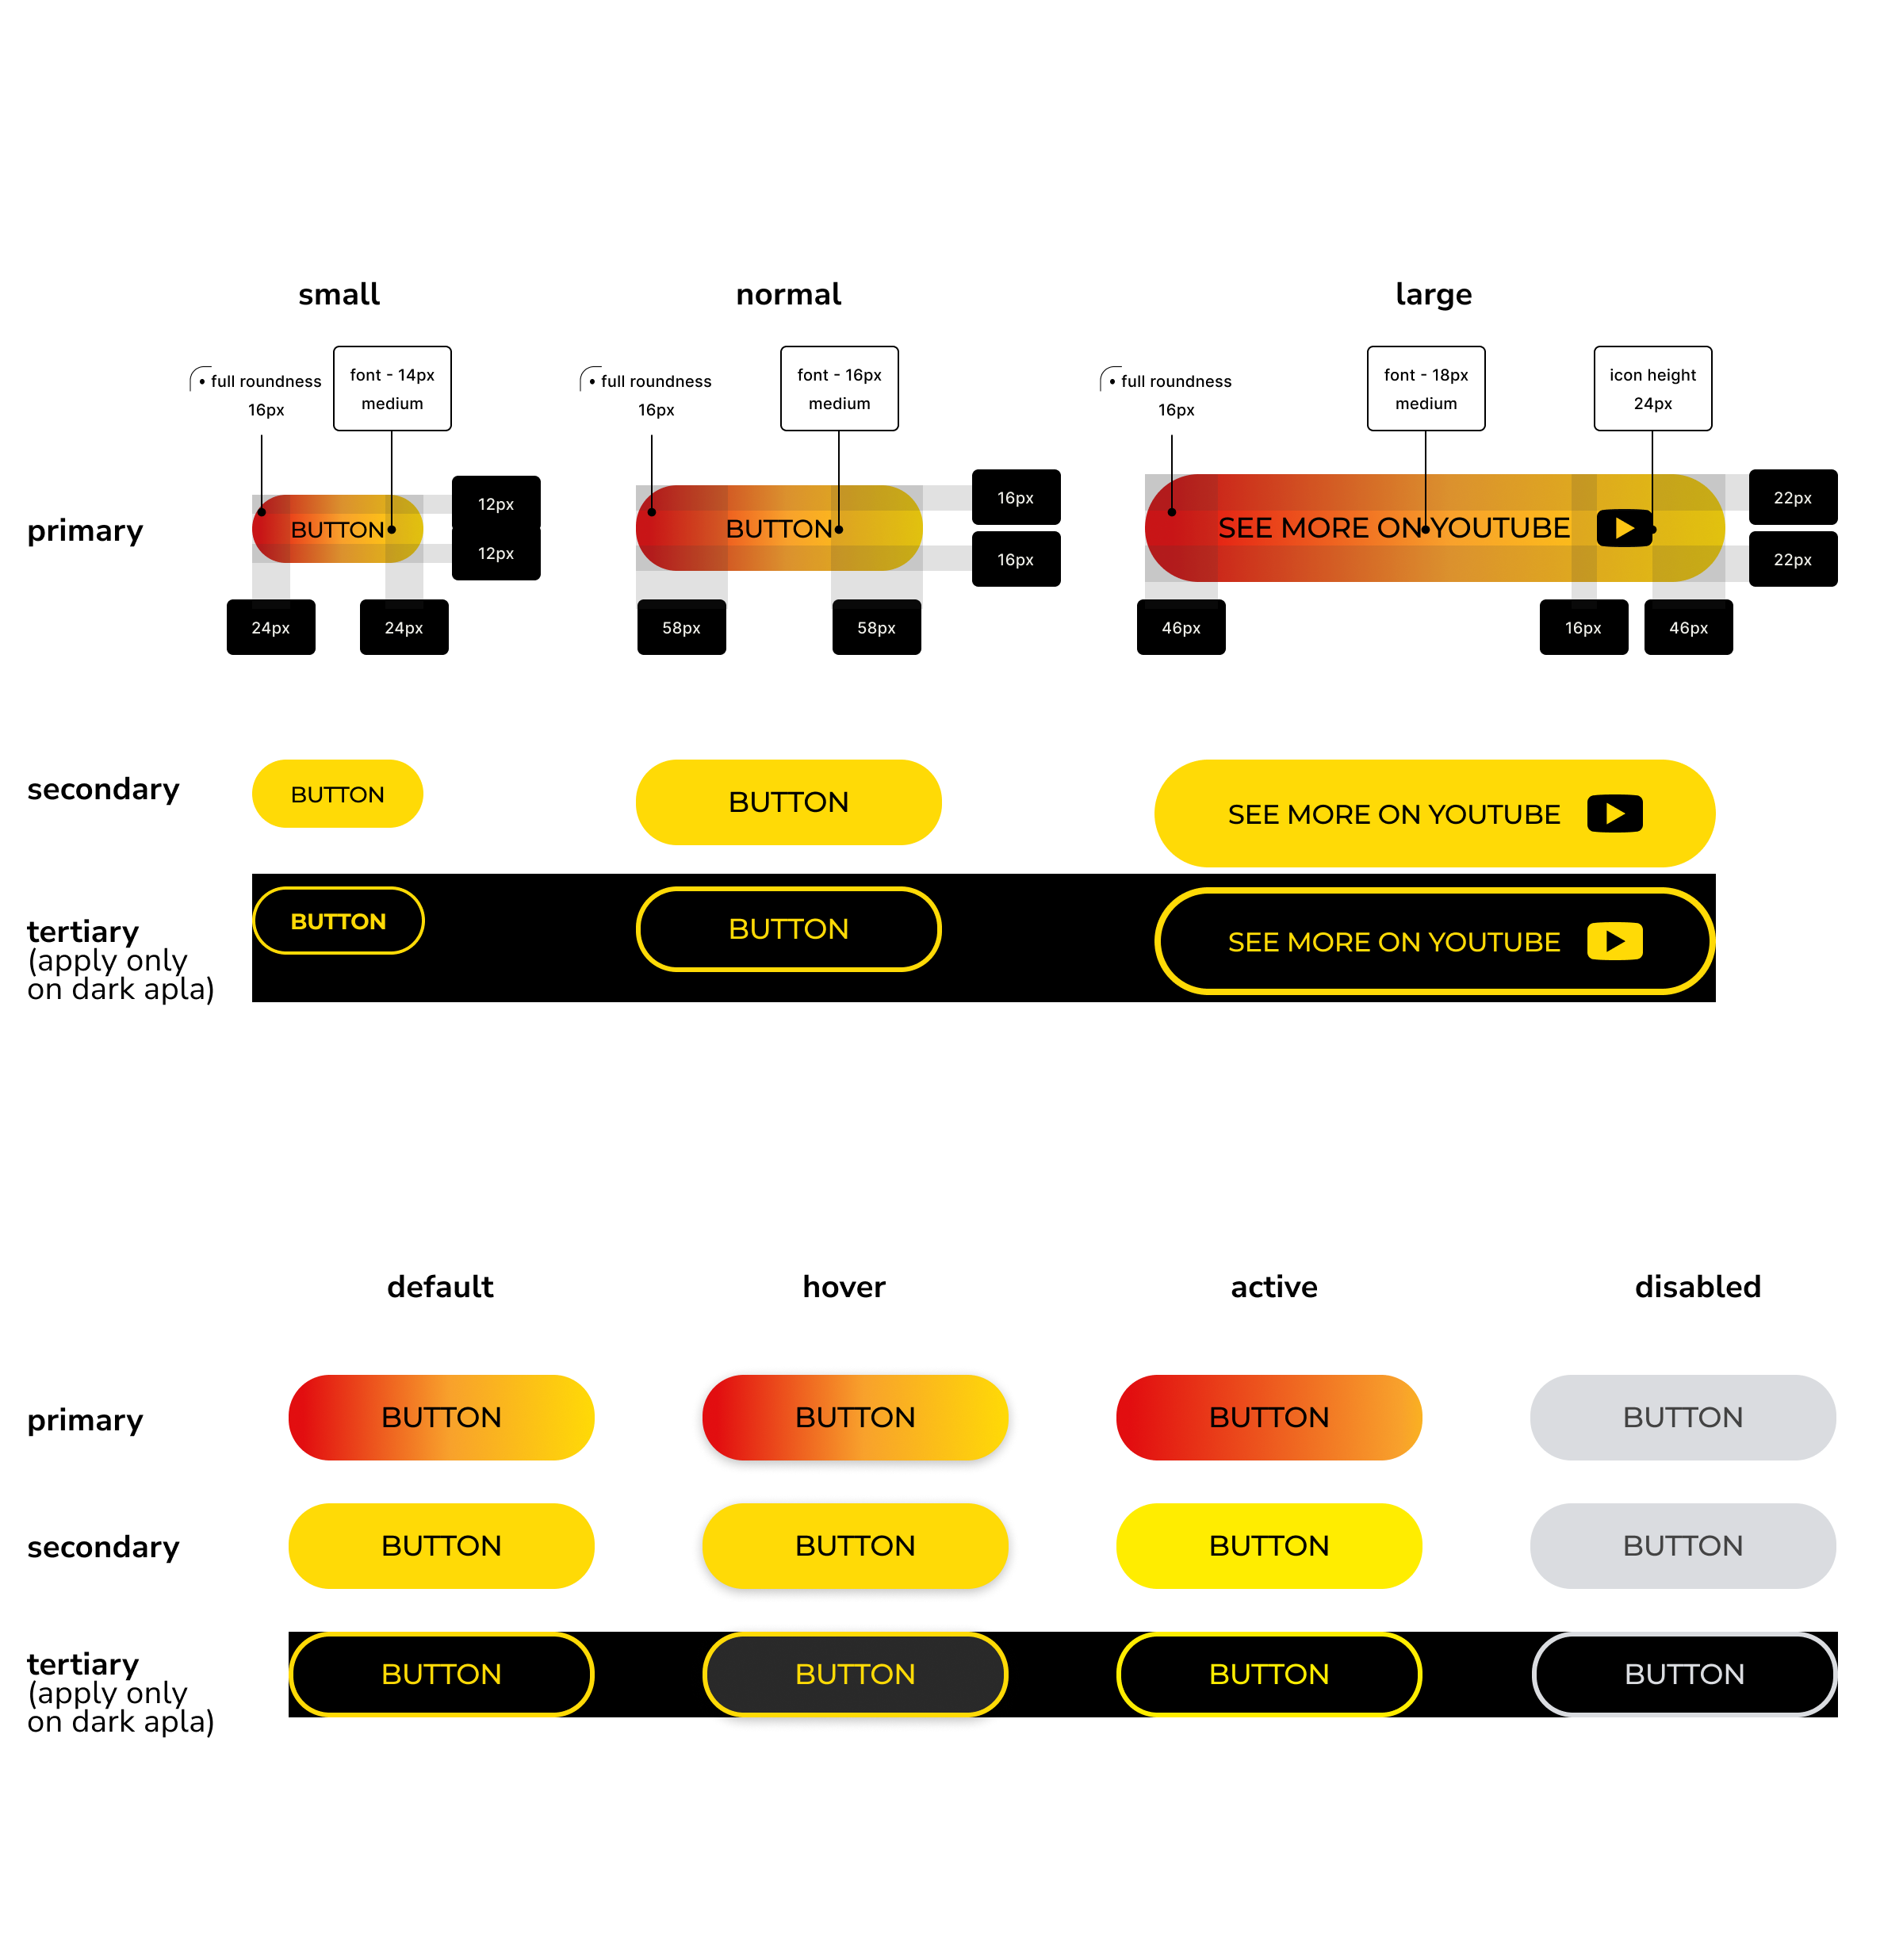 small
normal
large
• full roundness
16px
font - 14px
medium
• full roundness
16px
font - 16px
medium
• full roundness
16px
font - 18px
medium
icon height
24px
primary
BUTTON
12px
12px
24px
24px
BUTTON
16px
16px
58px
58px
SEE MORE ON YOUTUBE
22px
22px
46px
16px
46px
secondary
BUTTON
BUTTON
SEE MORE ON YOUTUBE
tertiary
(apply only
on dark apla)
BUTTON
BUTTON
SEE MORE ON YOUTUBE
default
hover
active
disabled
primary
BUTTON
BUTTON
BUTTON
BUTTON
secondary
BUTTON
BUTTON
BUTTON
BUTTON
tertiary
(apply only
on dark apla)
BUTTON
BUTTON
BUTTON
BUTTON